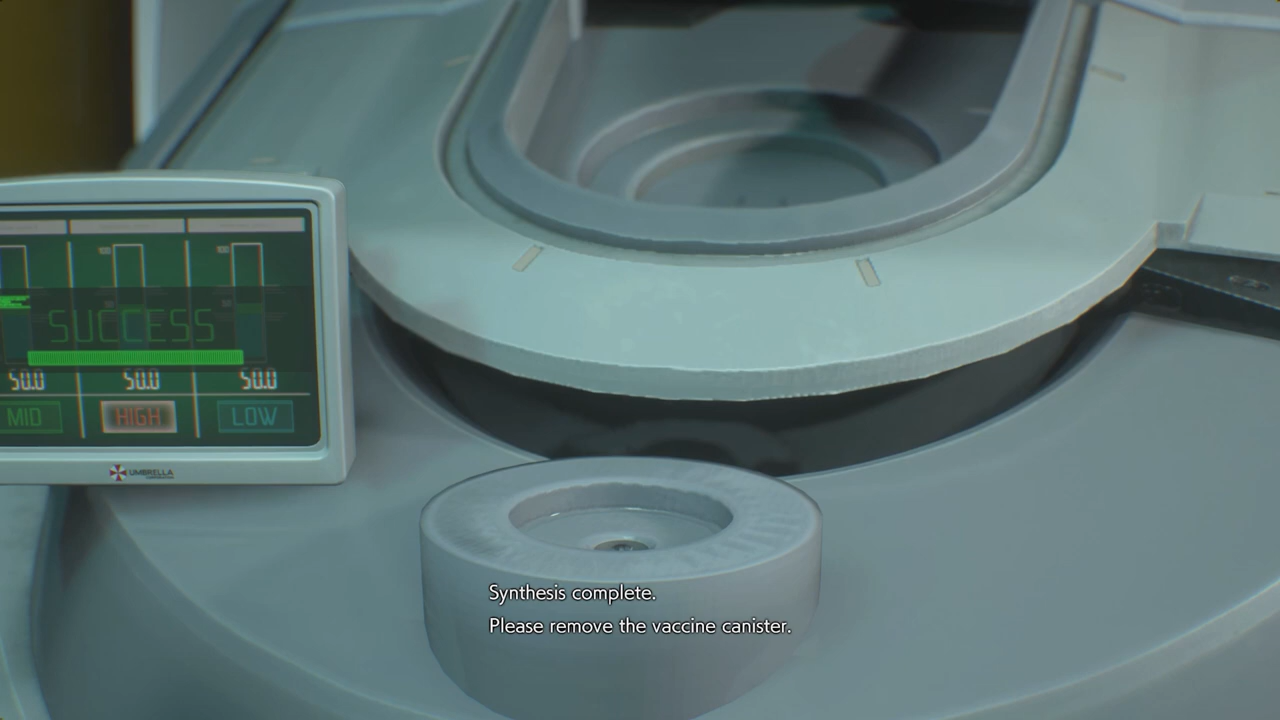 SUCCESS
50.0 50.0 50.0
MID HIGH LOW
UMBRELLA
Synthesis complete.
Please remove the vaccine canister.